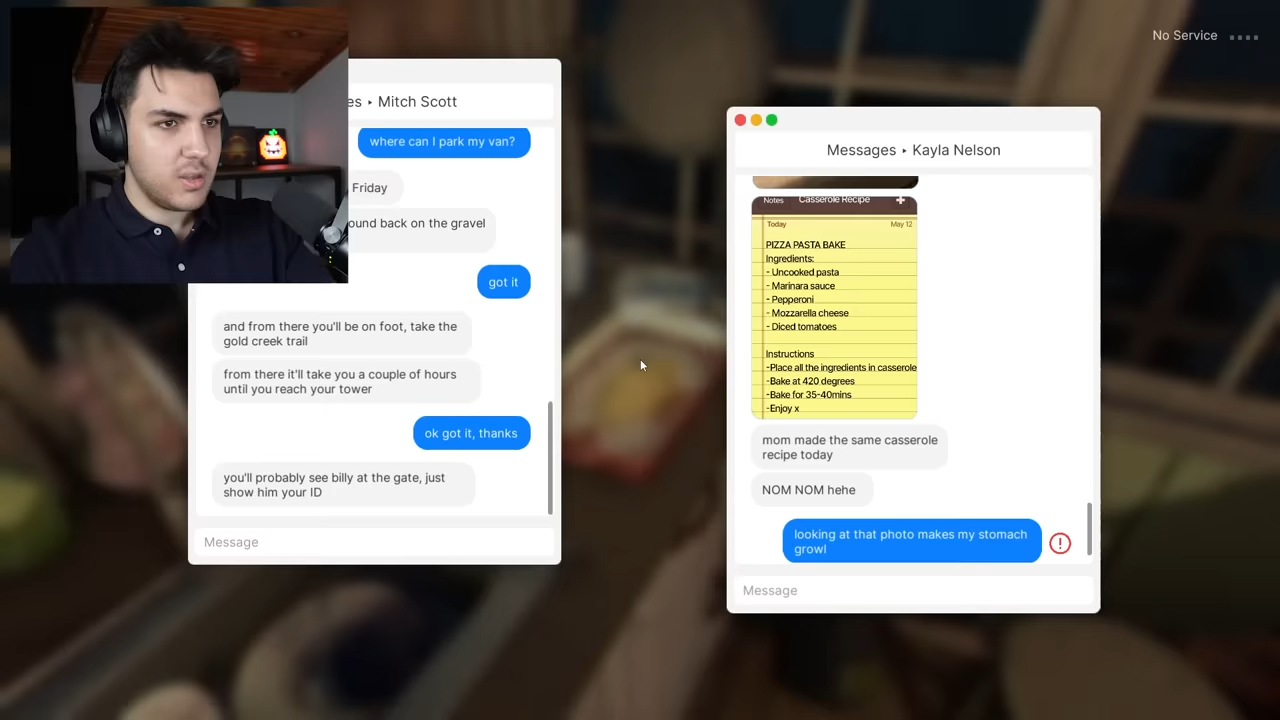 No Service
es ▸ Mitch Scott
where can I park my van?
Friday
ound back on the gravel
got it
and from there you'll be on foot, take the
gold creek trail
from there it'll take you a couple of hours
until you reach your tower
ok got it, thanks
you'll probably see billy at the gate, just
show him your ID
Message
Messages ▸ Kayla Nelson
Notes Casserole Recipe +
Today May 12
PIZZA PASTA BAKE
Ingredients:
- Uncooked pasta
- Marinara sauce
- Pepperoni
- Mozzarella cheese
- Diced tomatoes
Instructions
-Place all the ingredients in casserole
-Bake at 420 degrees
-Bake for 35-40mins
-Enjoy x
mom made the same casserole
recipe today
NOM NOM hehe
looking at that photo makes my stomach
growl
!
Message